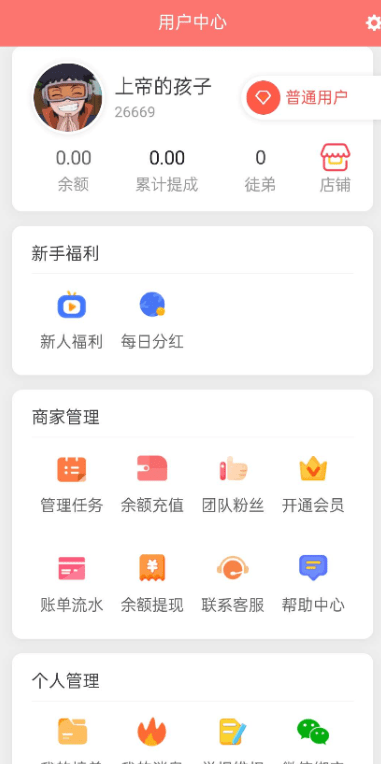 用户中心
上帝的孩子
26669
普通用户
0.00 0.00 0
余额 累计提成 徒弟 店铺
新手福利
新人福利 每日分红
商家管理
管理任务 余额充值 团队粉丝 开通会员
账单流水 余额提现 联系客服 帮助中心
个人管理